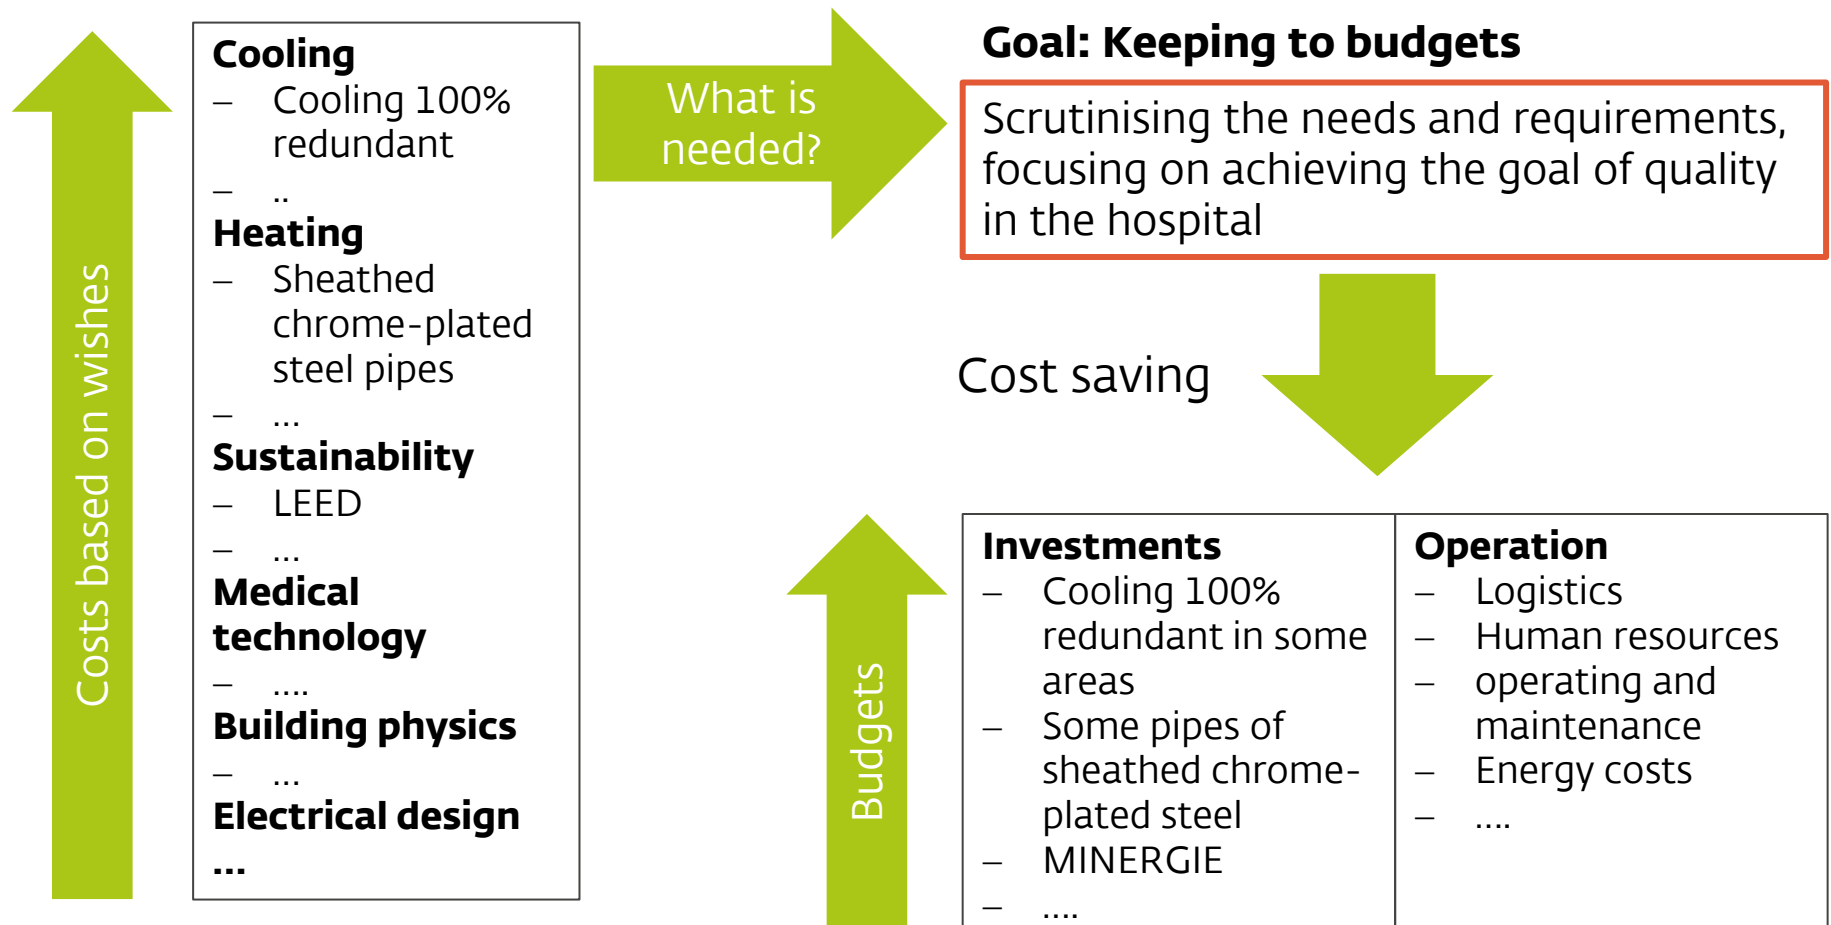 Costs based on wishes
Cooling
– Cooling 100%
redundant
– ..
Heating
– Sheathed
chrome-plated
steel pipes
– ...
Sustainability
– LEED
– ...
Medical
technology
– ....
Building physics
– ...
Electrical design
...
What is
needed?
Goal: Keeping to budgets
Scrutinising the needs and requirements,
focusing on achieving the goal of quality
in the hospital
Cost saving
Budgets
Investments
– Cooling 100%
redundant in some
areas
– Some pipes of
sheathed chrome-
plated steel
– MINERGIE
– ....
Operation
– Logistics
– Human resources
– operating and
maintenance
– Energy costs
– ....